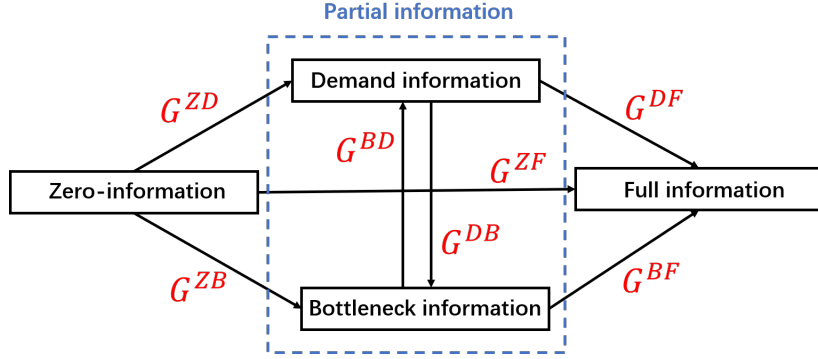 Partial information
Demand information
G^{ZD}
G^{DF}
G^{BD}
G^{ZF}
Zero-information
Full information
G^{DB}
G^{ZB}
G^{BF}
Bottleneck information